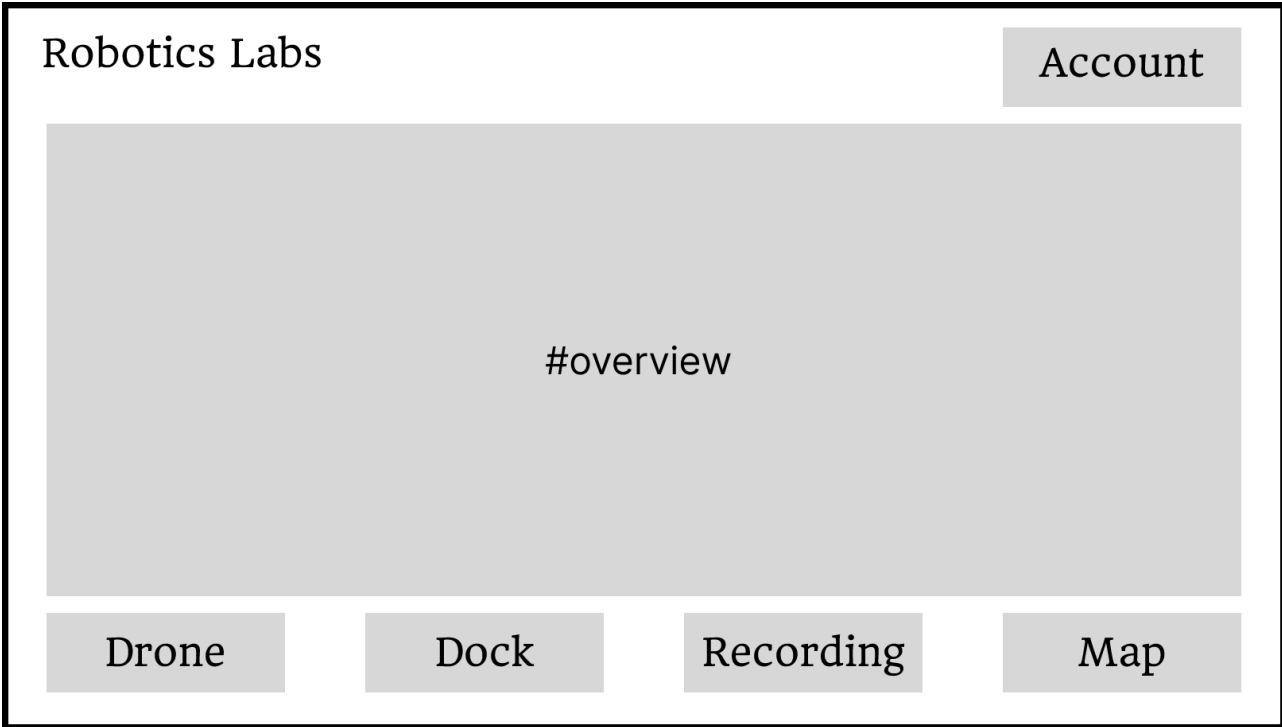 Robotics Labs
Account
#overview
Drone
Dock
Recording
Map